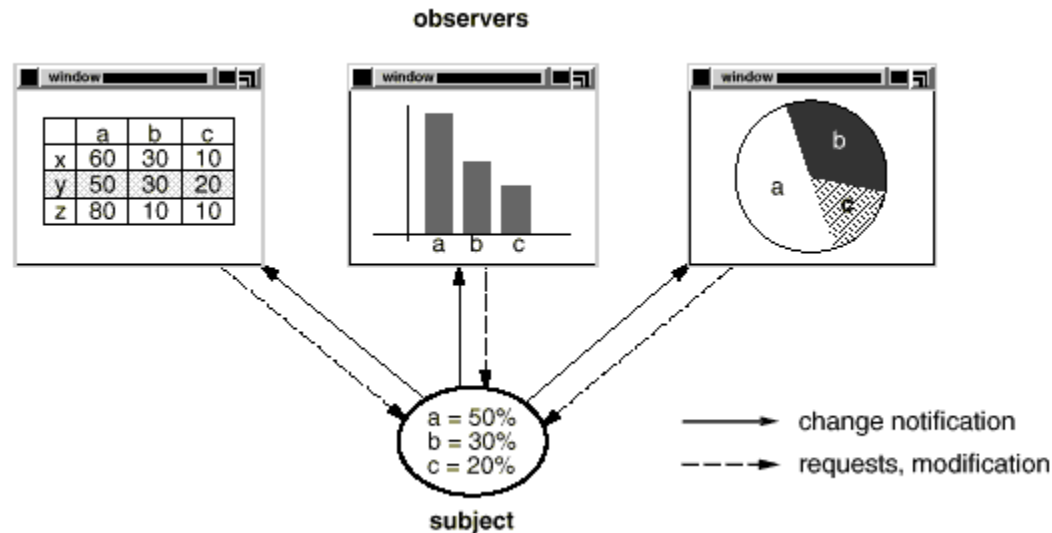 observers
window
a b c
x 60 30 10
y 50 30 20
z 80 10 10
window
a b c
window
b
a
c
a = 50%
b = 30%
c = 20%
subject
change notification
requests, modification